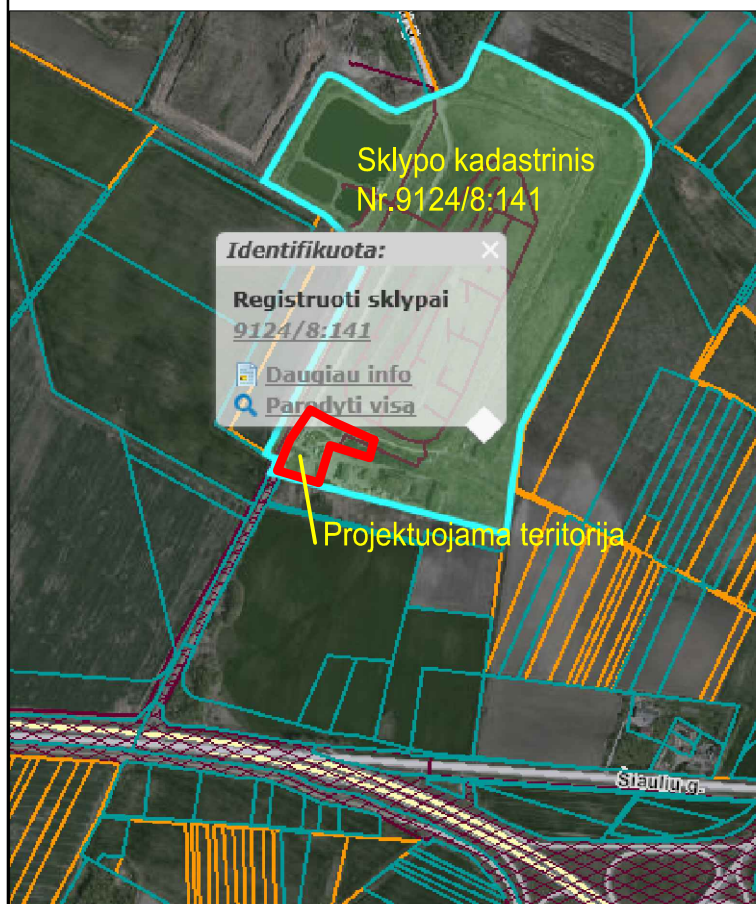 Sklypo kadastrinis
Nr.9124/8:141
Identifikuota:
Registruoti sklypai
9124/8:141
Daugiau info
Parodyti visą
Projektuojama teritorija
Šiaulių g.